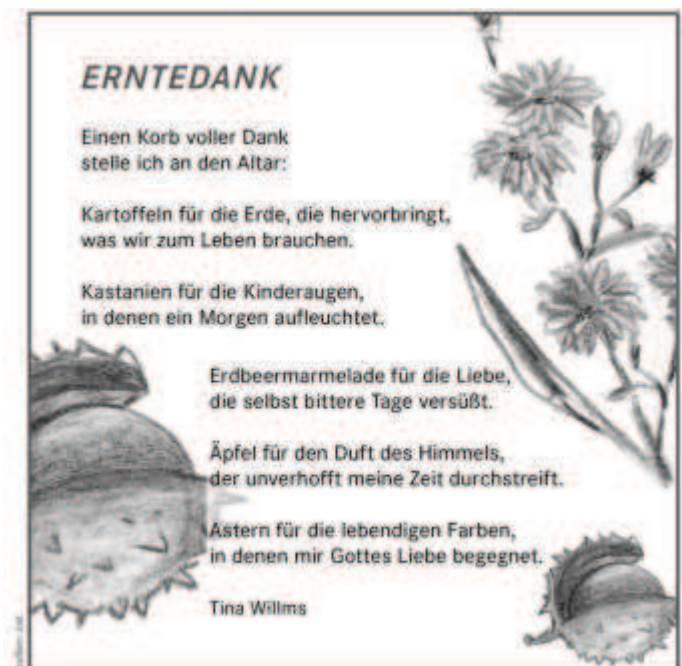 ERNTEDANK
Einen Korb voller Dank
stelle ich an den Altar:
Kartoffeln für die Erde, die hervorbringt,
was wir zum Leben brauchen.
Kastanien für die Kinderaugen,
in denen ein Morgen aufleuchtet.
Erdbeermarmelade für die Liebe,
die selbst bittere Tage versüßt.
Äpfel für den Duft des Himmels,
der unverhofft meine Zeit durchstreift.
Astern für die lebendigen Farben,
in denen mir Gottes Liebe begegnet.
Tina Willms